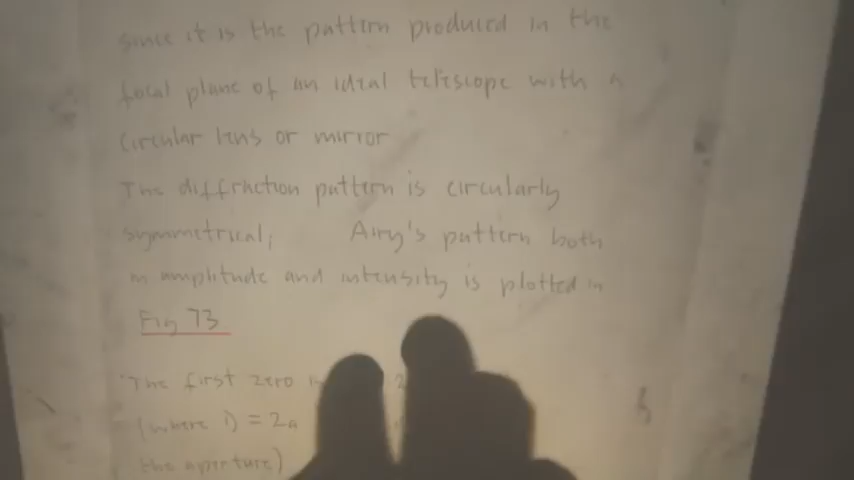 since it is the pattern produced in the
focal plane of an ideal telescope with a
circular lens or mirror
The diffraction pattern is circularly
symmetrical; Airy's pattern both
in amplitude and intensity is plotted in
Fig 73
The first zero
(where D = 2a
the aperture)